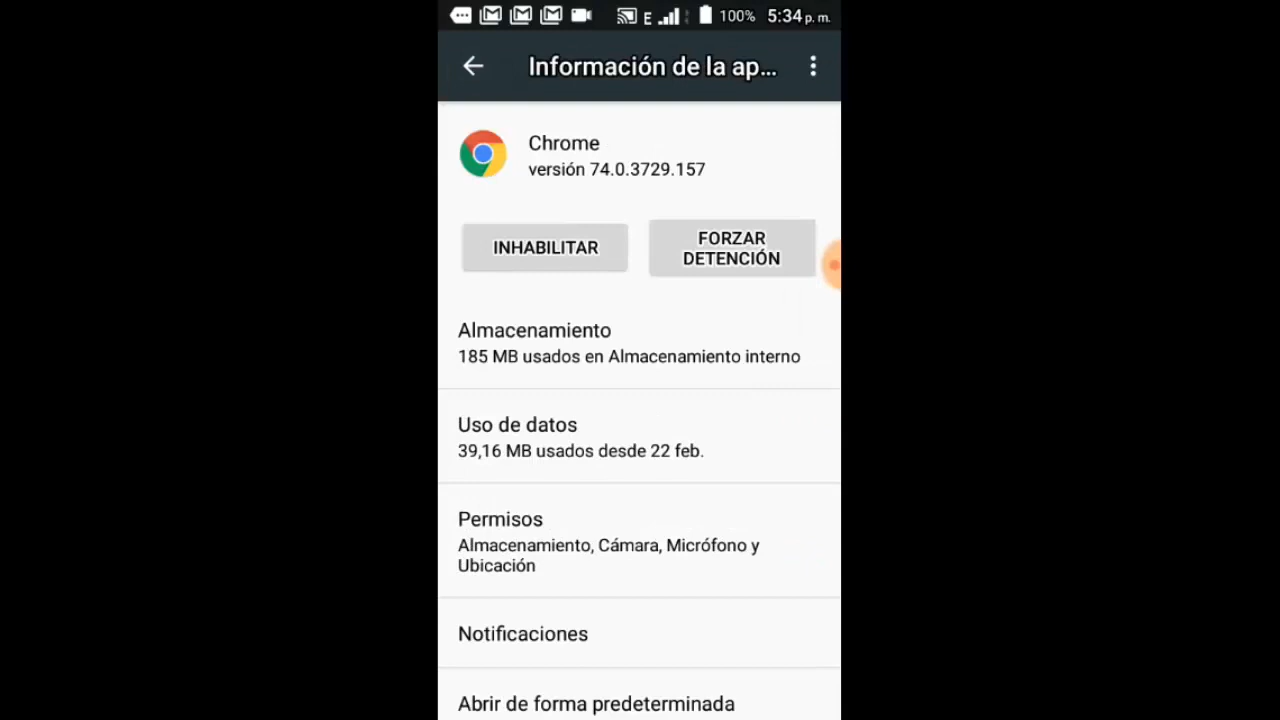 E 100% 5:34 p. m.
Información de la ap...
Chrome
versión 74.0.3729.157
INHABILITAR
FORZAR
DETENCIÓN
Almacenamiento
185 MB usados en Almacenamiento interno
Uso de datos
39,16 MB usados desde 22 feb.
Permisos
Almacenamiento, Cámara, Micrófono y
Ubicación
Notificaciones
Abrir de forma predeterminada